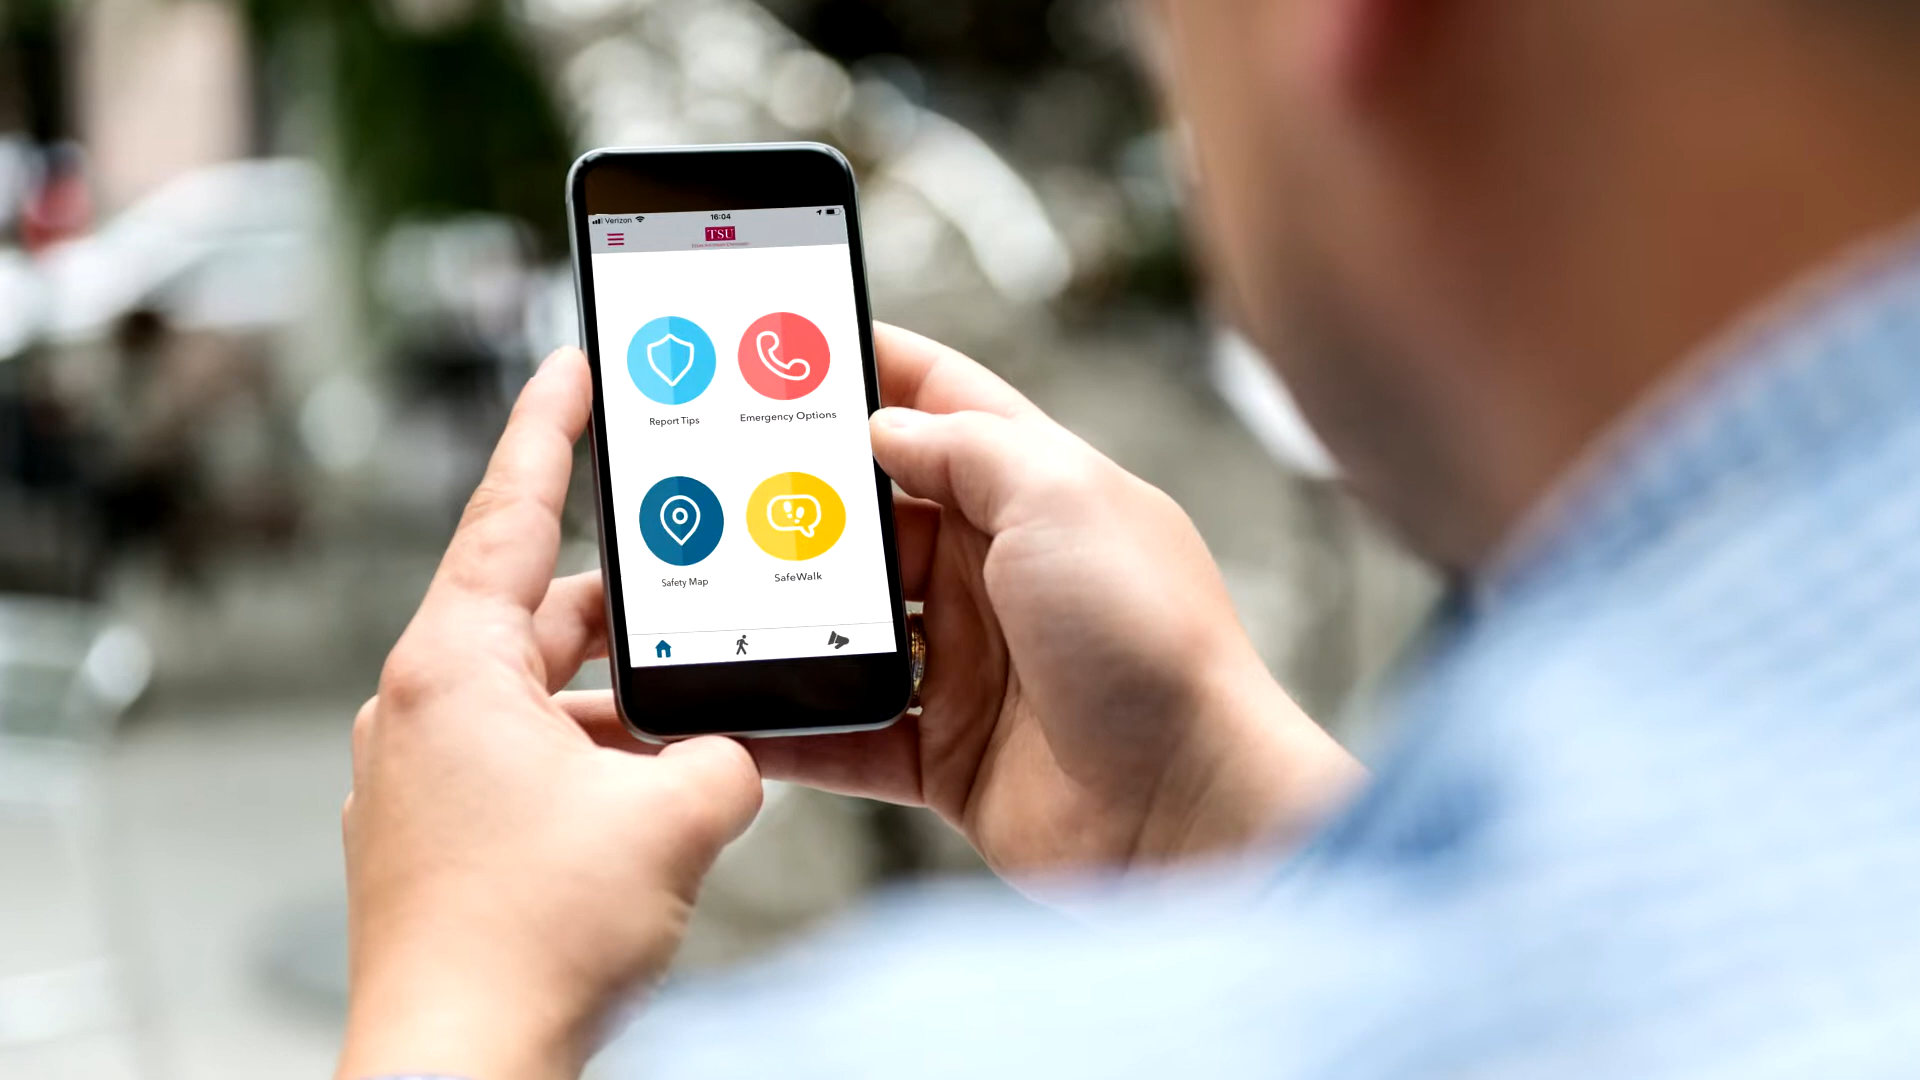 Verizon
16:04
TSU
Report Tips
Emergency Options
Safety Map
SafeWalk